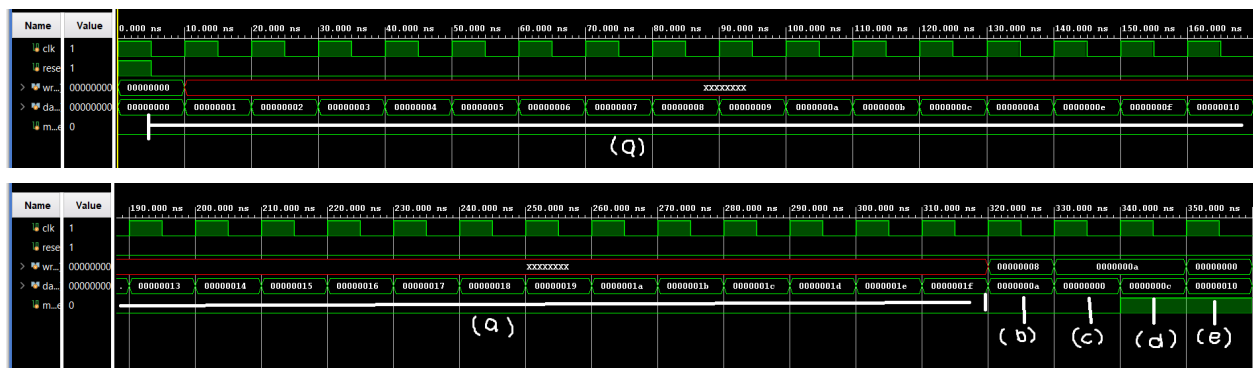 Name Value 0.000 ns 10.000 ns 20.000 ns 30.000 ns 40.000 ns 50.000 ns 60.000 ns 70.000 ns 80.000 ns 90.000 ns 100.000 ns 110.000 ns 120.000 ns 130.000 ns 140.000 ns 150.000 ns 160.000 ns
clk 1
rese 1
> wr... 00000000 00000000 XXXXXXXX
> da... 00000000 00000000 00000001 00000002 00000003 00000004 00000005 00000006 00000007 00000008 00000009 0000000a 0000000b 0000000c 0000000d 0000000e 0000000f 00000010
m...e 0
(a)
Name Value 190.000 ns 200.000 ns 210.000 ns 220.000 ns 230.000 ns 240.000 ns 250.000 ns 260.000 ns 270.000 ns 280.000 ns 290.000 ns 300.000 ns 310.000 ns 320.000 ns 330.000 ns 340.000 ns 350.000 ns
clk 1
rese 1
> wr... 00000000 XXXXXXXX 00000008 0000000a 00000000
> da... 00000000 . 00000013 00000014 00000015 00000016 00000017 00000018 00000019 0000001a 0000001b 0000001c 0000001d 0000001e 0000001f 0000000a 00000000 0000000c 00000010
m...e 0
(a) (b) (c) (d) (e)